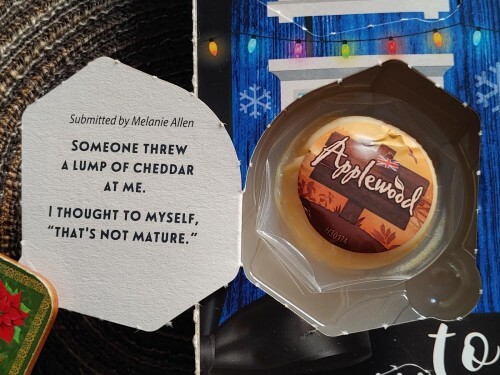 Submitted by Melanie Allen
SOMEONE THREW
A LUMP OF CHEDDAR
AT ME.
I THOUGHT TO MYSELF,
"THAT'S NOT MATURE."
Applewood
to